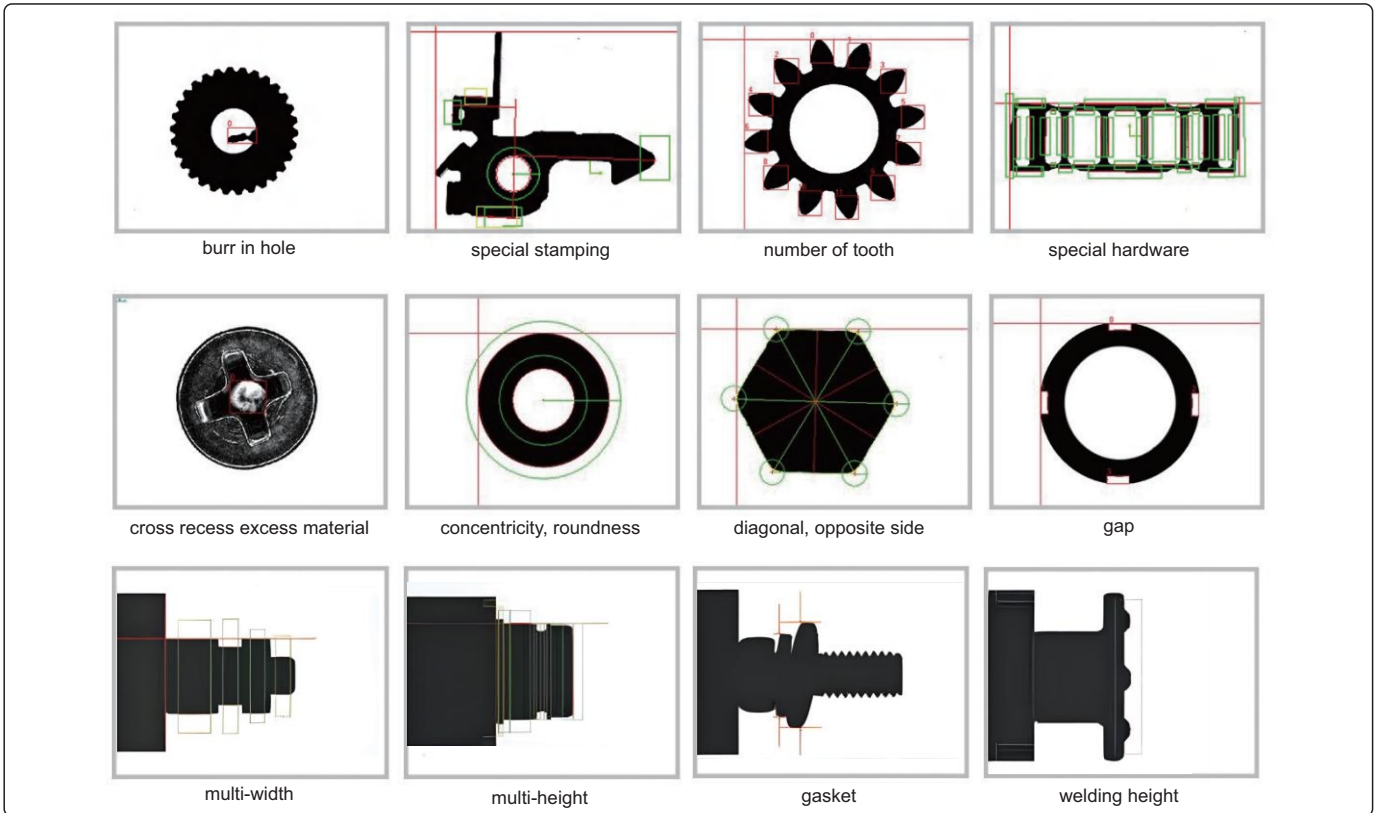 burr in hole
special stamping
number of tooth
special hardware
cross recess excess material
concentricity, roundness
diagonal, opposite side
gap
multi-width
multi-height
gasket
welding height